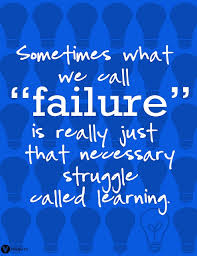 Sometimes what
we call
“failure”
is really just
that necessary
struggle
called learning.